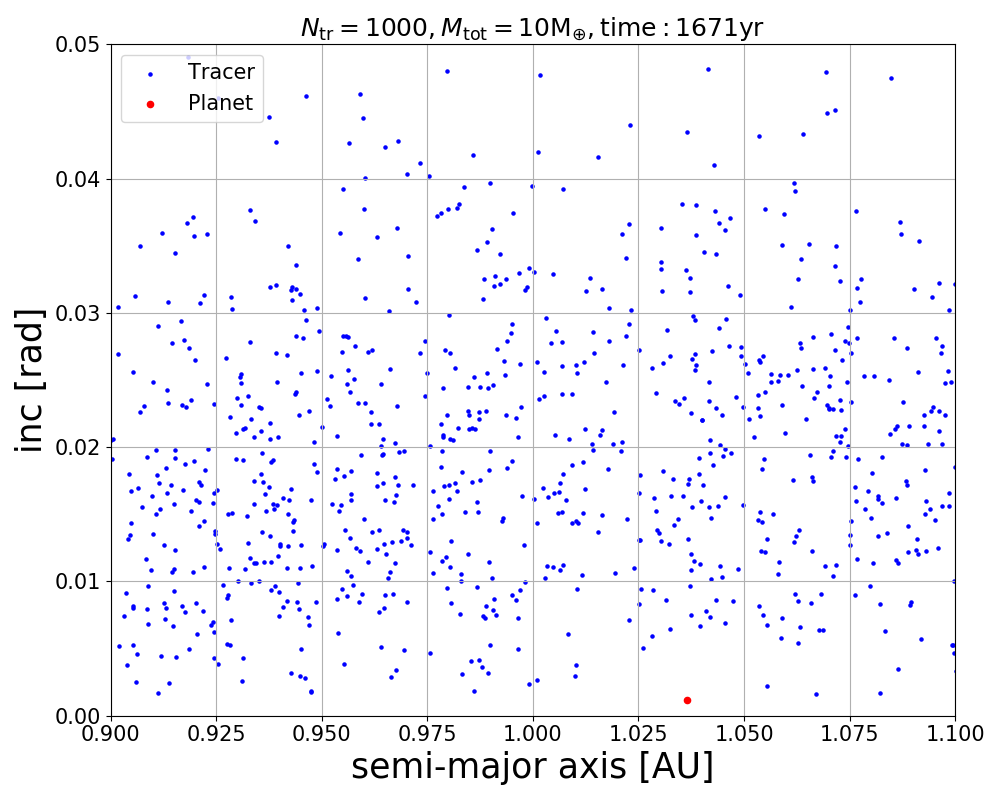 N_tr = 1000, M_tot = 10M_⊕, time : 1671yr
Tracer
Planet
inc [rad]
0.05
0.04
0.03
0.02
0.01
0.00
0.900 0.925 0.950 0.975 1.000 1.025 1.050 1.075 1.100
semi-major axis [AU]